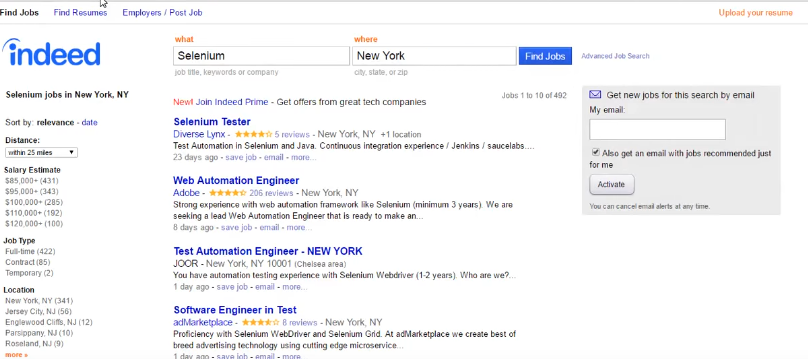 Find Jobs Find Resumes Employers / Post Job Upload your resume
indeed
what where
Selenium New York Find Jobs Advanced Job Search
job title, keywords or company city, state, or zip
Selenium jobs in New York, NY
Sort by: relevance - date
Distance:
within 25 miles
Salary Estimate
$85,000+ (431)
$95,000+ (343)
$100,000+ (285)
$110,000+ (192)
$120,000+ (100)
Job Type
Full-time (422)
Contract (85)
Temporary (2)
Location
New York, NY (341)
Jersey City, NJ (56)
Englewood Cliffs, NJ (12)
Parsippany, NJ (10)
Roseland, NJ (9)
more »
Jobs 1 to 10 of 492
New! Join Indeed Prime - Get offers from great tech companies
Selenium Tester
Diverse Lynx - 5 reviews - New York, NY +1 location
Test Automation in Selenium and Java. Continuous integration experience / Jenkins / saucelabs....
23 days ago - save job - email - more...
Web Automation Engineer
Adobe - 206 reviews - New York, NY
Strong experience with web automation framework like Selenium (minimum 3 years). We are
seeking a lead Web Automation Engineer that is ready to make an...
8 days ago - save job - email - more...
Test Automation Engineer - NEW YORK
JOOR - New York, NY 10001 (Chelsea area)
You have automation testing experience with Selenium Webdriver (1-2 years). Who are we?...
1 day ago - save job - email - more...
Software Engineer in Test
adMarketplace - 8 reviews - New York, NY
Proficiency with Selenium WebDriver and Selenium Grid. At adMarketplace we create best of
breed advertising technology using cutting edge microservice...
1 day ago - save job - email - more
Get new jobs for this search by email
My email:
Also get an email with jobs recommended just
for me
Activate
You can cancel email alerts at any time.